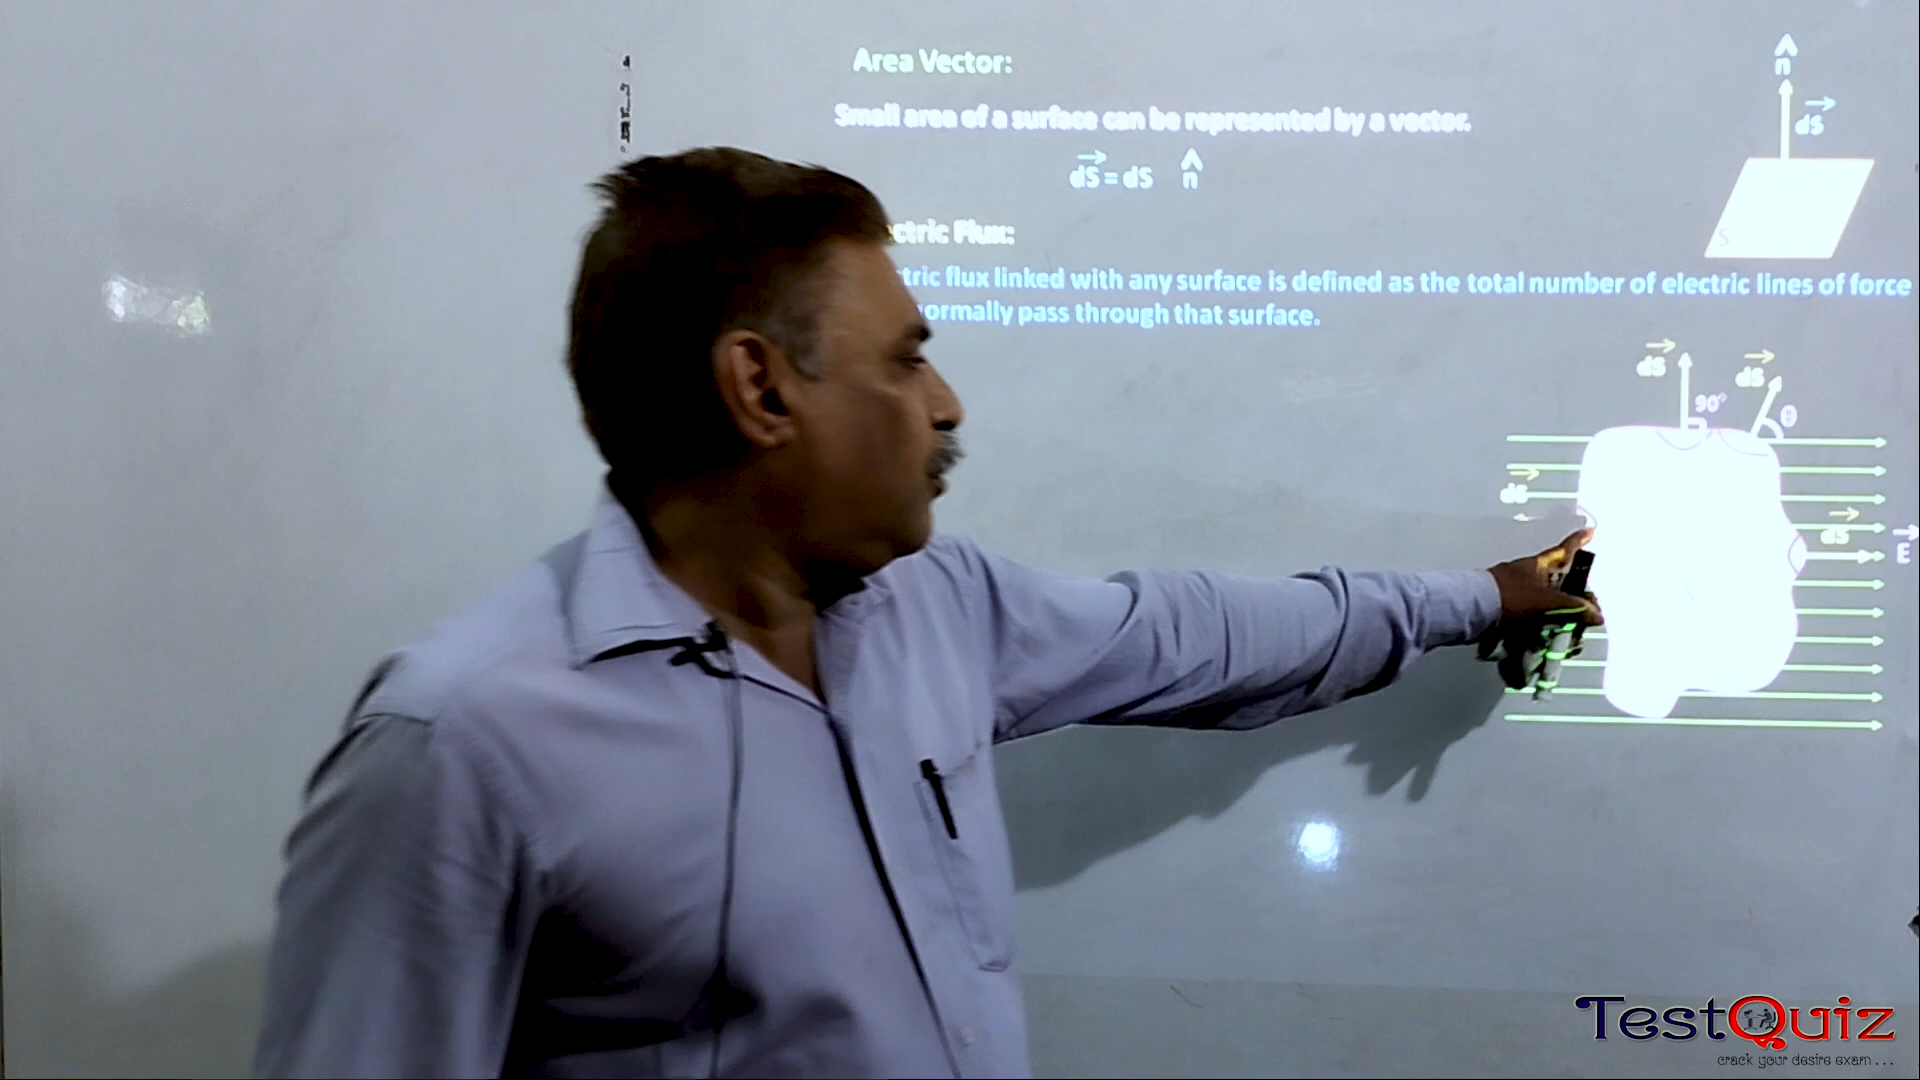 Area Vector:
Small area of a surface can be represented by a vector.
dS = dS n
ctric Flux:
tric flux linked with any surface is defined as the total number of electric lines of force
ormally pass through that surface.
n
dS
S
dS
dS
90°
θ
dS
dS
E
TestQuiz
crack your desire exam . . .